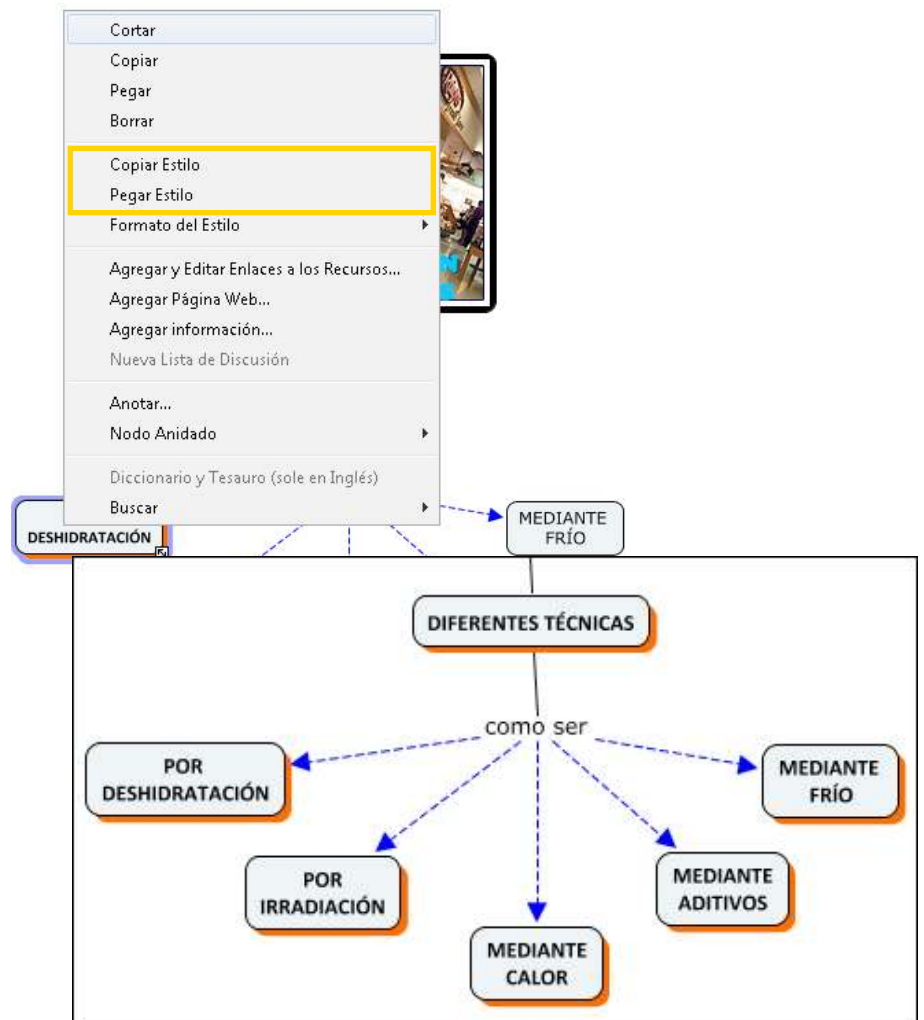 Cortar
Copiar
Pegar
Borrar
Copiar Estilo
Pegar Estilo
Formato del Estilo
Agregar y Editar Enlaces a los Recursos...
Agregar Página Web...
Agregar información...
Nueva Lista de Discusión
Anotar...
Nodo Anidado
Diccionario y Tesauro (sole en Inglés)
Buscar
DESHIDRATACIÓN
MEDIANTE
FRÍO
DIFERENTES TÉCNICAS
como ser
POR
DESHIDRATACIÓN
MEDIANTE
FRÍO
POR
IRRADIACIÓN
MEDIANTE
ADITIVOS
MEDIANTE
CALOR